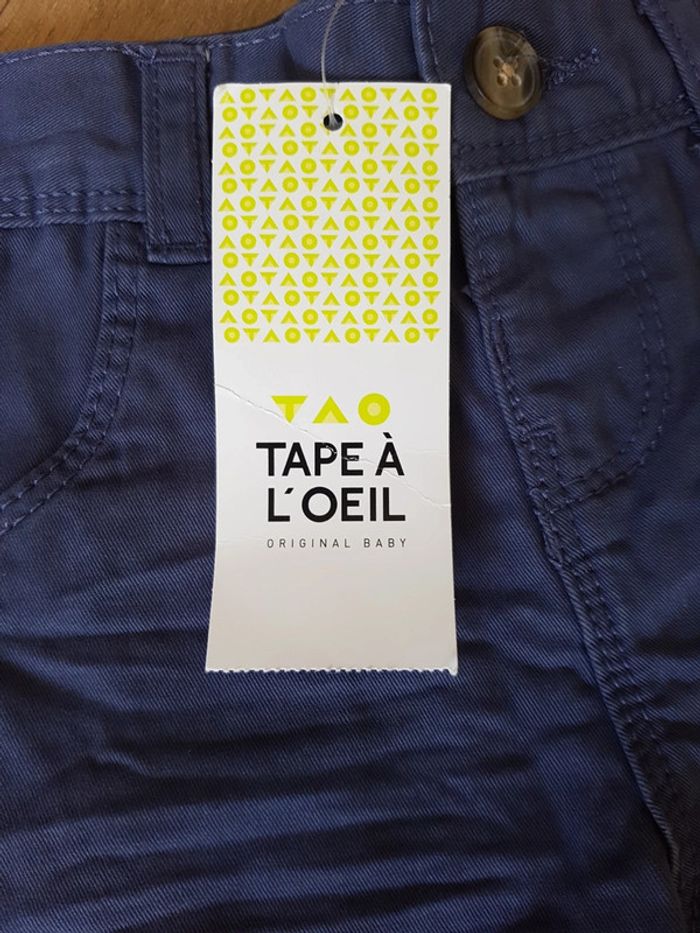 TAO
TAPE À
L´OEIL
ORIGINAL BABY